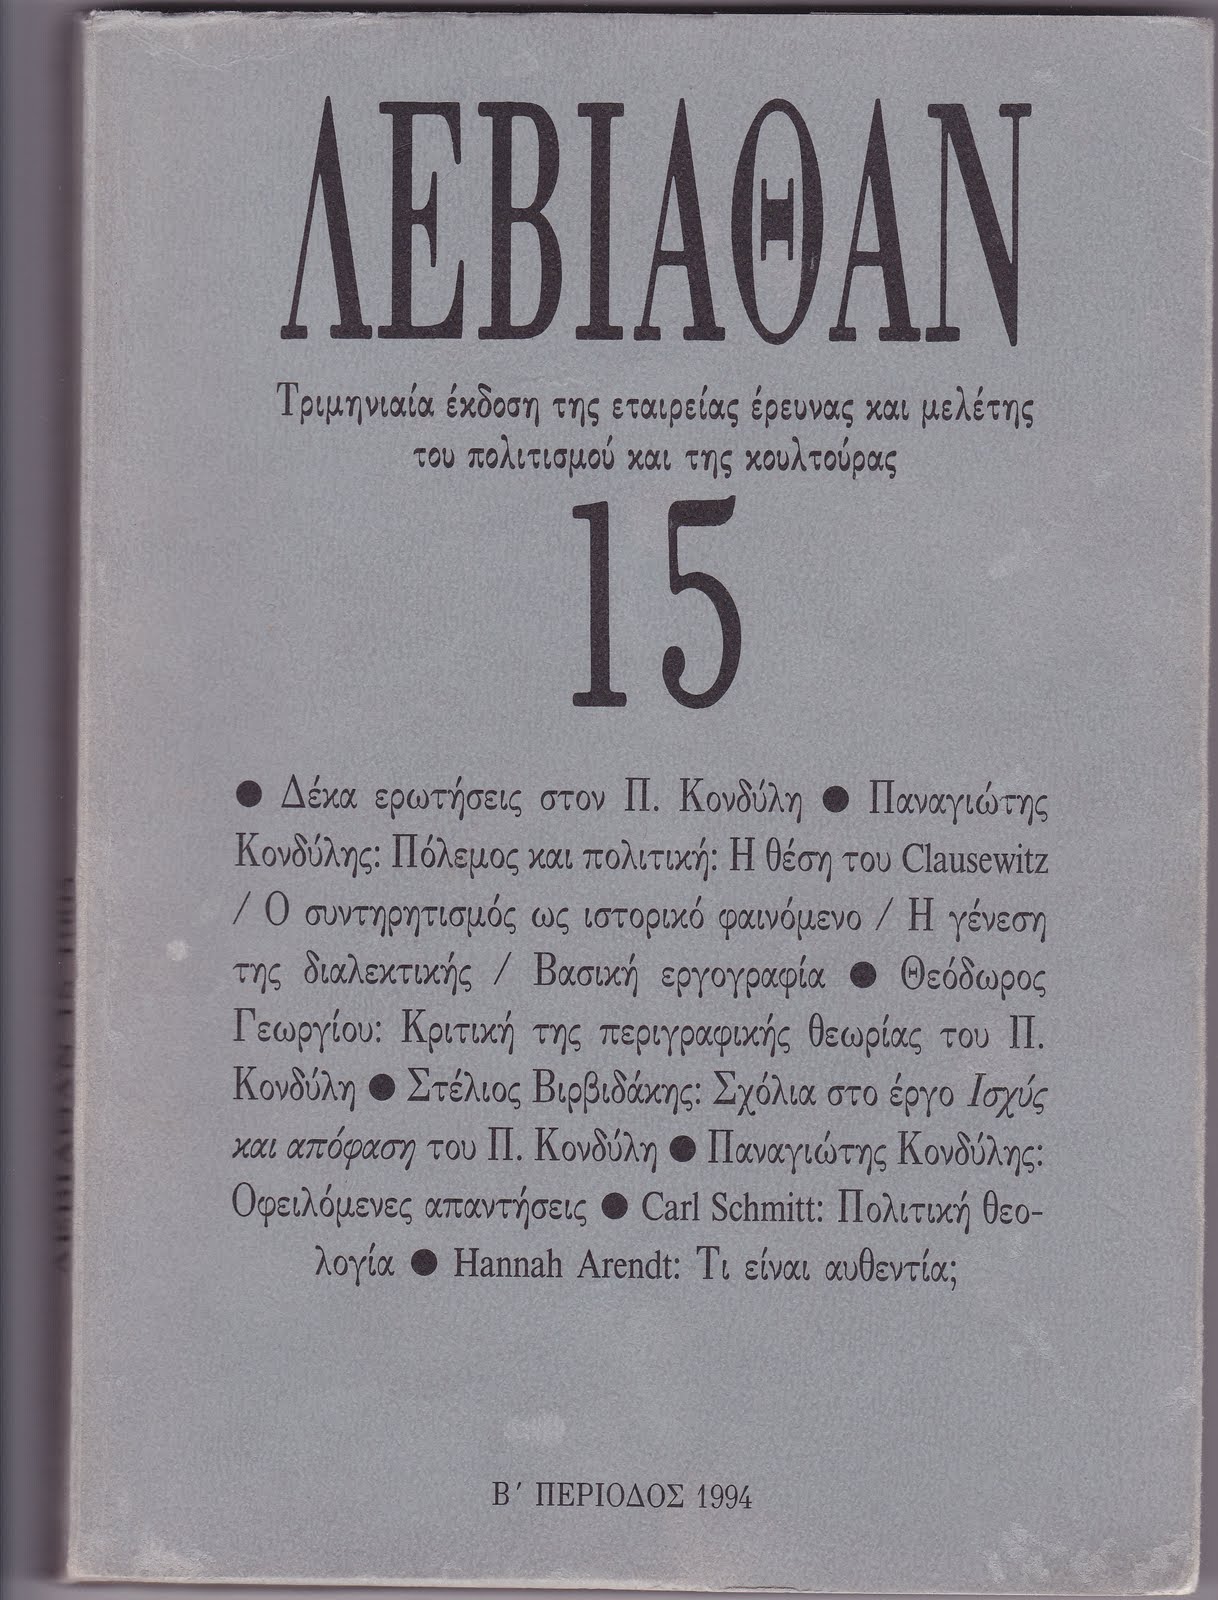 ΛΕΒΙΑΘΑΝ
Τριμηνιαία έκδοση της εταιρείας έρευνας και μελέτης
του πολιτισμού και της κουλτούρας
15
● Δέκα ερωτήσεις στον Π. Κονδύλη ● Παναγιώτης
Κονδύλης: Πόλεμος και πολιτική: Η θέση του Clausewitz
/ Ο συντηρητισμός ως ιστορικό φαινόμενο / Η γένεση
της διαλεκτικής / Βασική εργογραφία ● Θεόδωρος
Γεωργίου: Κριτική της περιγραφικής θεωρίας του Π.
Κονδύλη ● Στέλιος Βιρβιδάκης: Σχόλια στο έργο Ισχύς
και απόφαση του Π. Κονδύλη ● Παναγιώτης Κονδύλης:
Οφειλόμενες απαντήσεις ● Carl Schmitt: Πολιτική θεο-
λογία ● Hannah Arendt: Τι είναι αυθεντία;
Β΄ ΠΕΡΙΟΔΟΣ 1994